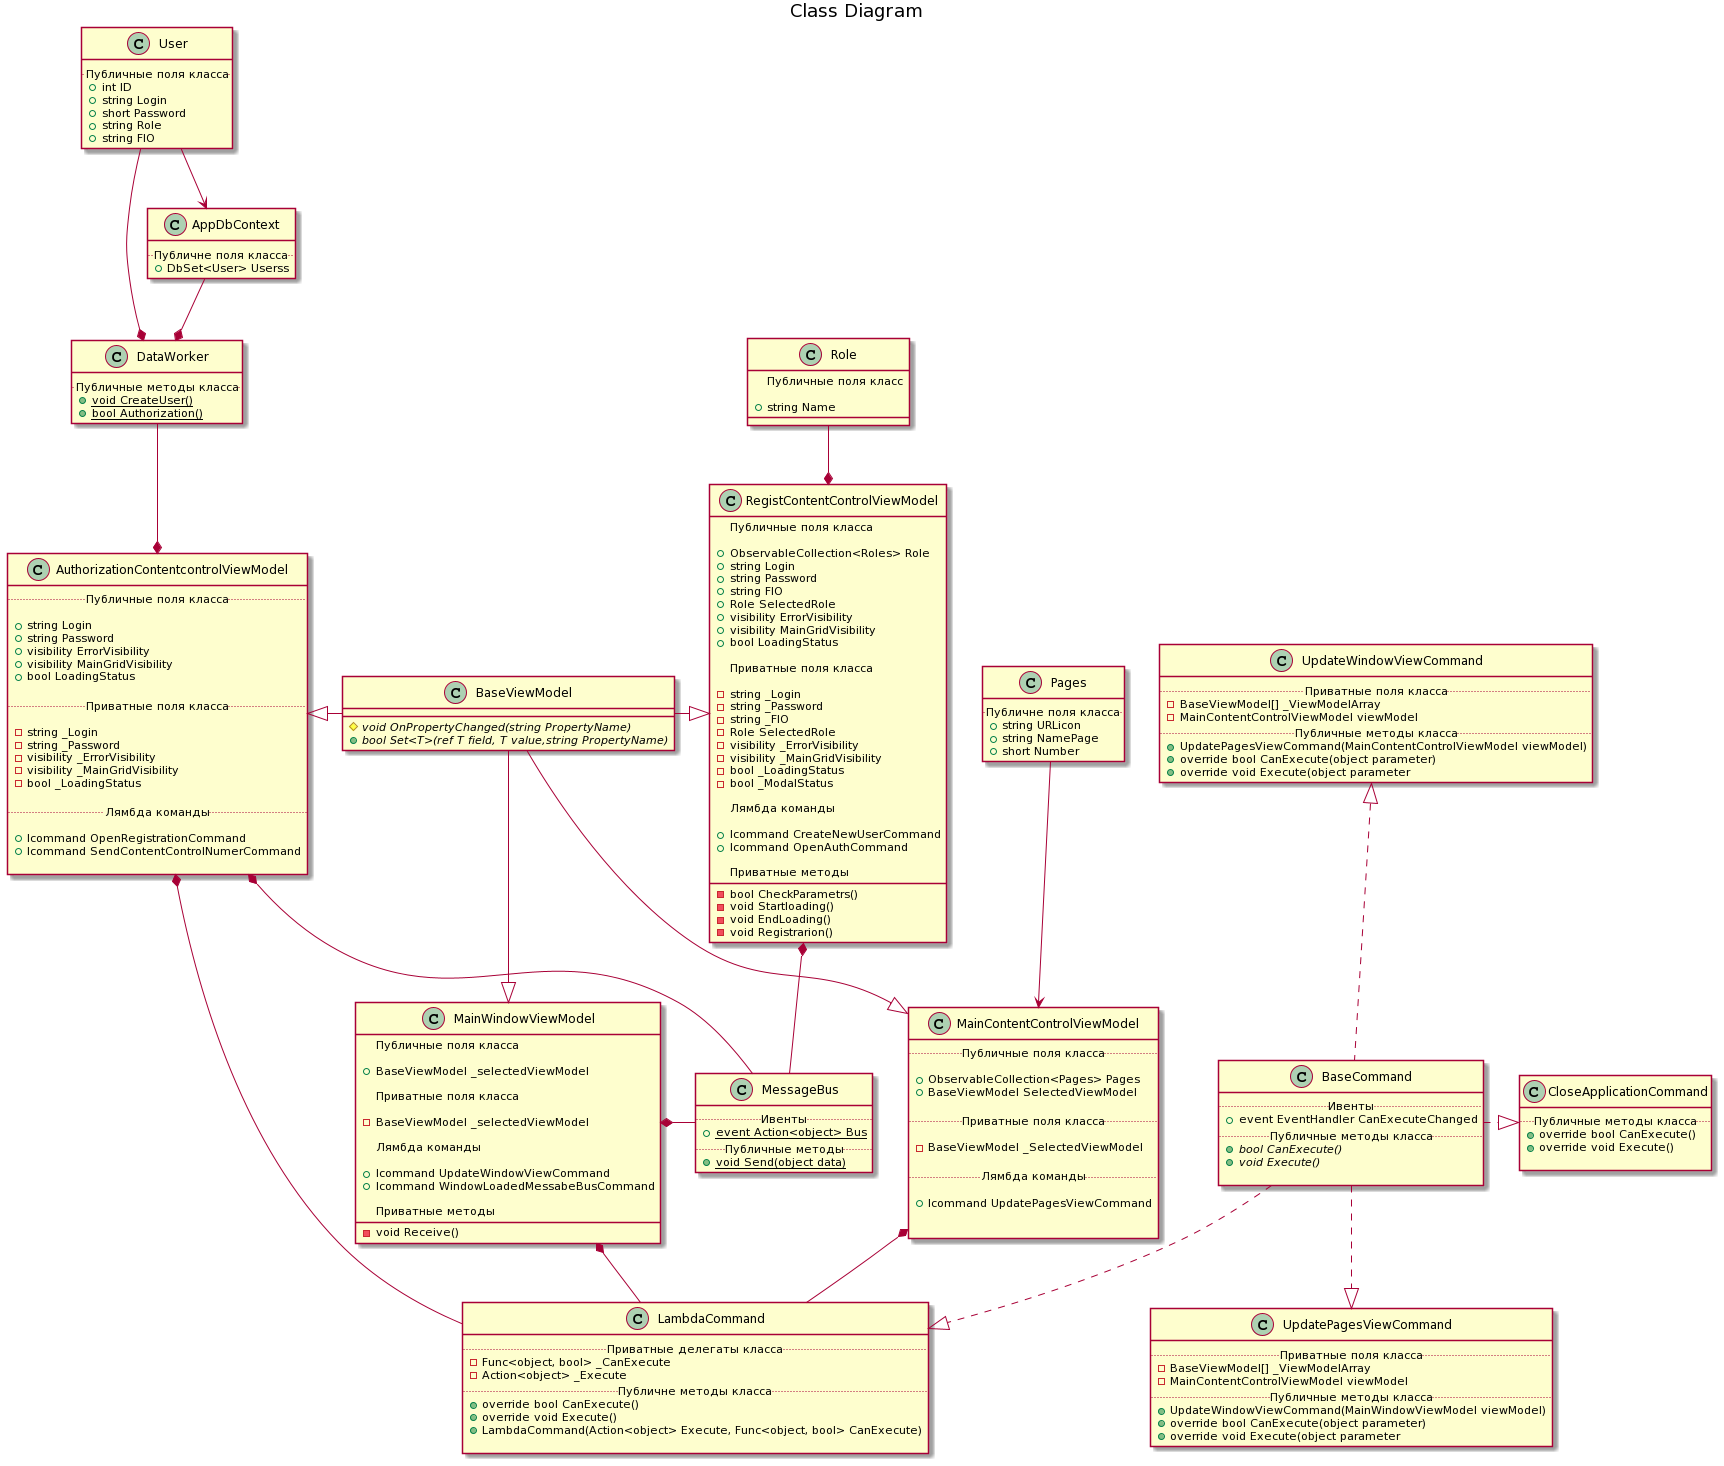 Class Diagram
User
Публичные поля класса
int ID
string Login
short Password
string Role
string FIO
AppDbContext
Публичне поля класса
DbSet<User> Userss
DataWorker
Публичные методы класса
void CreateUser()
bool Authorization()
Role
Публичные поля класс
string Name
RegistContentControlViewModel
Публичные поля класса
ObservableCollection<Roles> Role
string Login
string Password
string FIO
Role SelectedRole
visibility ErrorVisibility
visibility MainGridVisibility
bool LoadingStatus
Приватные поля класса
string _Login
string _Password
string _FIO
Role SelectedRole
visibility _ErrorVisibility
visibility _MainGridVisibility
bool _LoadingStatus
bool _ModalStatus
Лямбда команды
Icommand CreateNewUserCommand
Icommand OpenAuthCommand
Приватные методы
bool CheckParametrs()
void Startloading()
void EndLoading()
void Registrarion()
AuthorizationContentcontrolViewModel
Публичные поля класса
string Login
string Password
visibility ErrorVisibility
visibility MainGridVisibility
bool LoadingStatus
Приватные поля класса
string _Login
string _Password
visibility _ErrorVisibility
visibility _MainGridVisibility
bool _LoadingStatus
Лямбда команды
Icommand OpenRegistrationCommand
Icommand SendContentControlNumerCommand
BaseViewModel
void OnPropertyChanged(string PropertyName)
bool Set<T>(ref T field, T value,string PropertyName)
Pages
Публичне поля класса
string URLicon
string NamePage
short Number
UpdateWindowViewCommand
Приватные поля класса
BaseViewModel[] _ViewModelArray
MainContentControlViewModel viewModel
Публичные методы класса
UpdatePagesViewCommand(MainContentControlViewModel viewModel)
override bool CanExecute(object parameter)
override void Execute(object parameter
MainWindowViewModel
Публичные поля класса
BaseViewModel _selectedViewModel
Приватные поля класса
BaseViewModel _selectedViewModel
Лямбда команды
Icommand UpdateWindowViewCommand
Icommand WindowLoadedMessabeBusCommand
Приватные методы
void Receive()
MessageBus
Ивенты
event Action<object> Bus
Публичные методы
void Send(object data)
MainContentControlViewModel
Публичные поля класса
ObservableCollection<Pages> Pages
BaseViewModel SelectedViewModel
Приватные поля класса
BaseViewModel _SelectedViewModel
Лямбда команды
Icommand UpdatePagesViewCommand
BaseCommand
Ивенты
event EventHandler CanExecuteChanged
Публичные методы класса
bool CanExecute()
void Execute()
CloseApplicationCommand
Публичные методы класса
override bool CanExecute()
override void Execute()
LambdaCommand
Приватные делегаты класса
Func<object, bool> _CanExecute
Action<object> _Execute
Публичне методы класса
override bool CanExecute()
override void Execute()
LambdaCommand(Action<object> Execute, Func<object, bool> CanExecute)
UpdatePagesViewCommand
Приватные поля класса
BaseViewModel[] _ViewModelArray
MainContentControlViewModel viewModel
Публичные методы класса
UpdateWindowViewCommand(MainWindowViewModel viewModel)
override bool CanExecute(object parameter)
override void Execute(object parameter